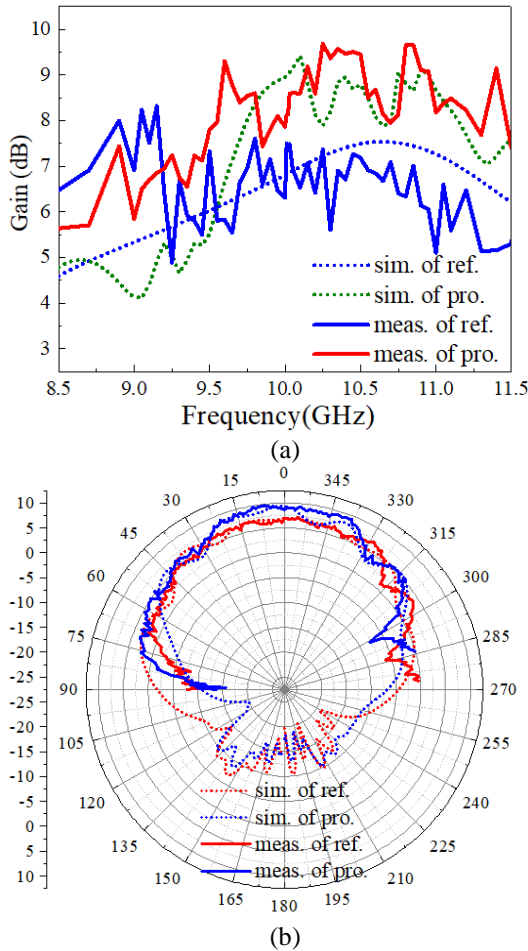 10
9
8
7
6
5
4
3
Gain (dB)
sim. of ref.
sim. of pro.
meas. of ref.
meas. of pro.
8.5 9.0 9.5 10.0 10.5 11.0 11.5
Frequency(GHz)
(a)
0
15 345
30 330
45 315
60 300
75 285
90 270
105 255
120 240
135 225
150 210
165 195
180
10
5
0
-5
-10
-15
-20
-25
-20
-15
-10
-5
0
5
10
sim. of ref.
sim. of pro.
meas. of ref.
meas. of pro.
(b)